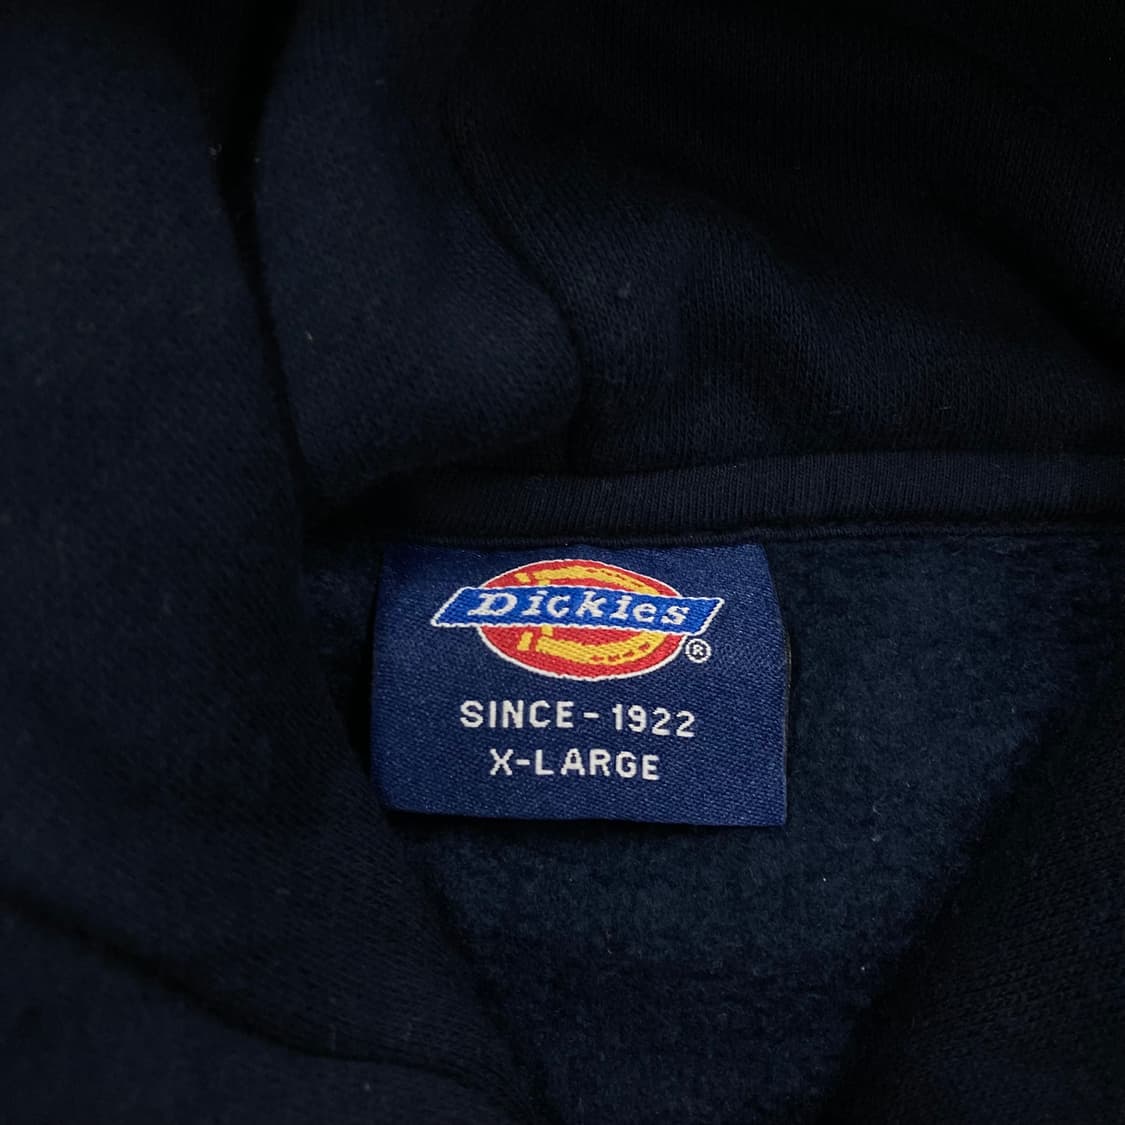 Dickies
®
SINCE - 1922
X-LARGE